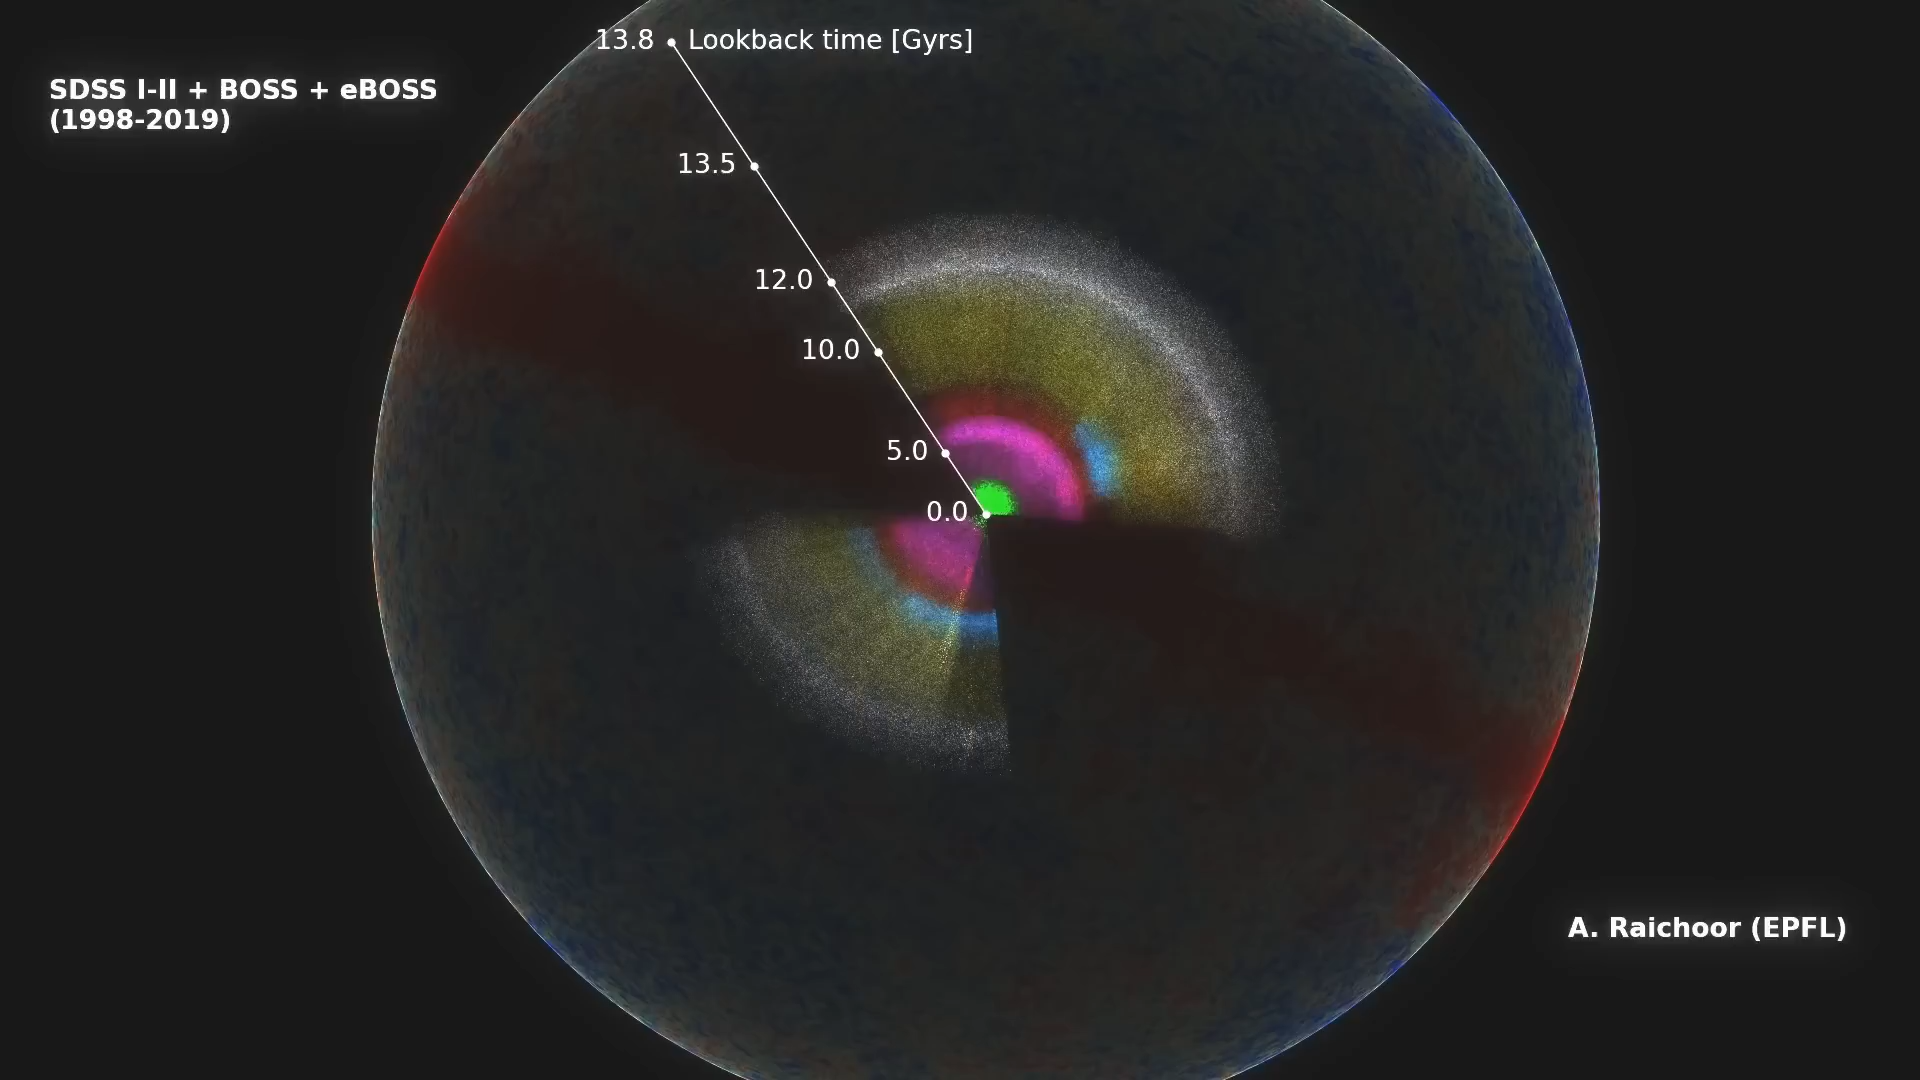 13.8 Lookback time [Gyrs]
SDSS I-II + BOSS + eBOSS
(1998-2019)
13.5
12.0
10.0
5.0
0.0
A. Raichoor (EPFL)